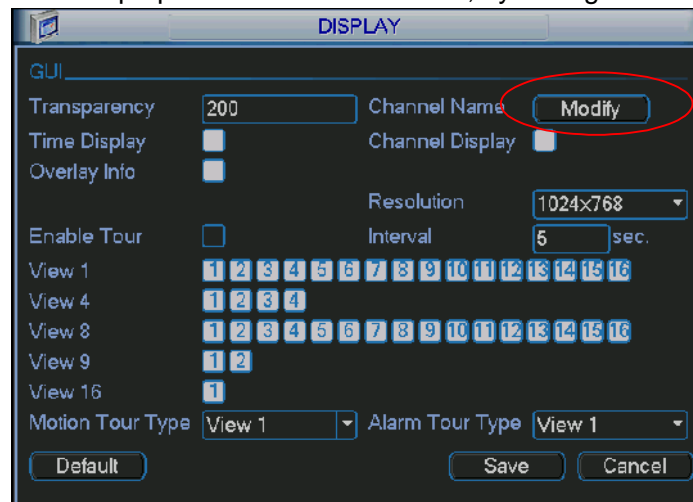 DISPLAY
GUI
Transparency 200 Channel Name Modify
Time Display Channel Display
Overlay Info
Resolution 1024x768
Enable Tour Interval 5 sec.
View 1 1 2 3 4 5 6 7 8 9 10 11 12 13 14 15 16
View 4 1 2 3 4
View 8 1 2 3 4 5 6 7 8 9 10 11 12 13 14 15 16
View 9 1 2
View 16 1
Motion Tour Type View 1 Alarm Tour Type View 1
Default Save Cancel